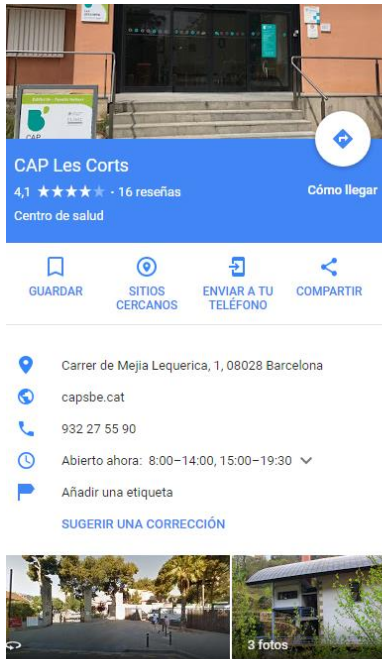 CAP
CAP Les Corts
4,1 ★★★★★ - 16 reseñas
Cómo llegar
Centro de salud
GUARDAR
SITIOS CERCANOS
ENVIAR A TU TELÉFONO
COMPARTIR
Carrer de Mejia Lequerica, 1, 08028 Barcelona
capsbe.cat
932 27 55 90
Abierto ahora: 8:00–14:00, 15:00–19:30
Añadir una etiqueta
SUGERIR UNA CORRECCIÓN
3 fotos